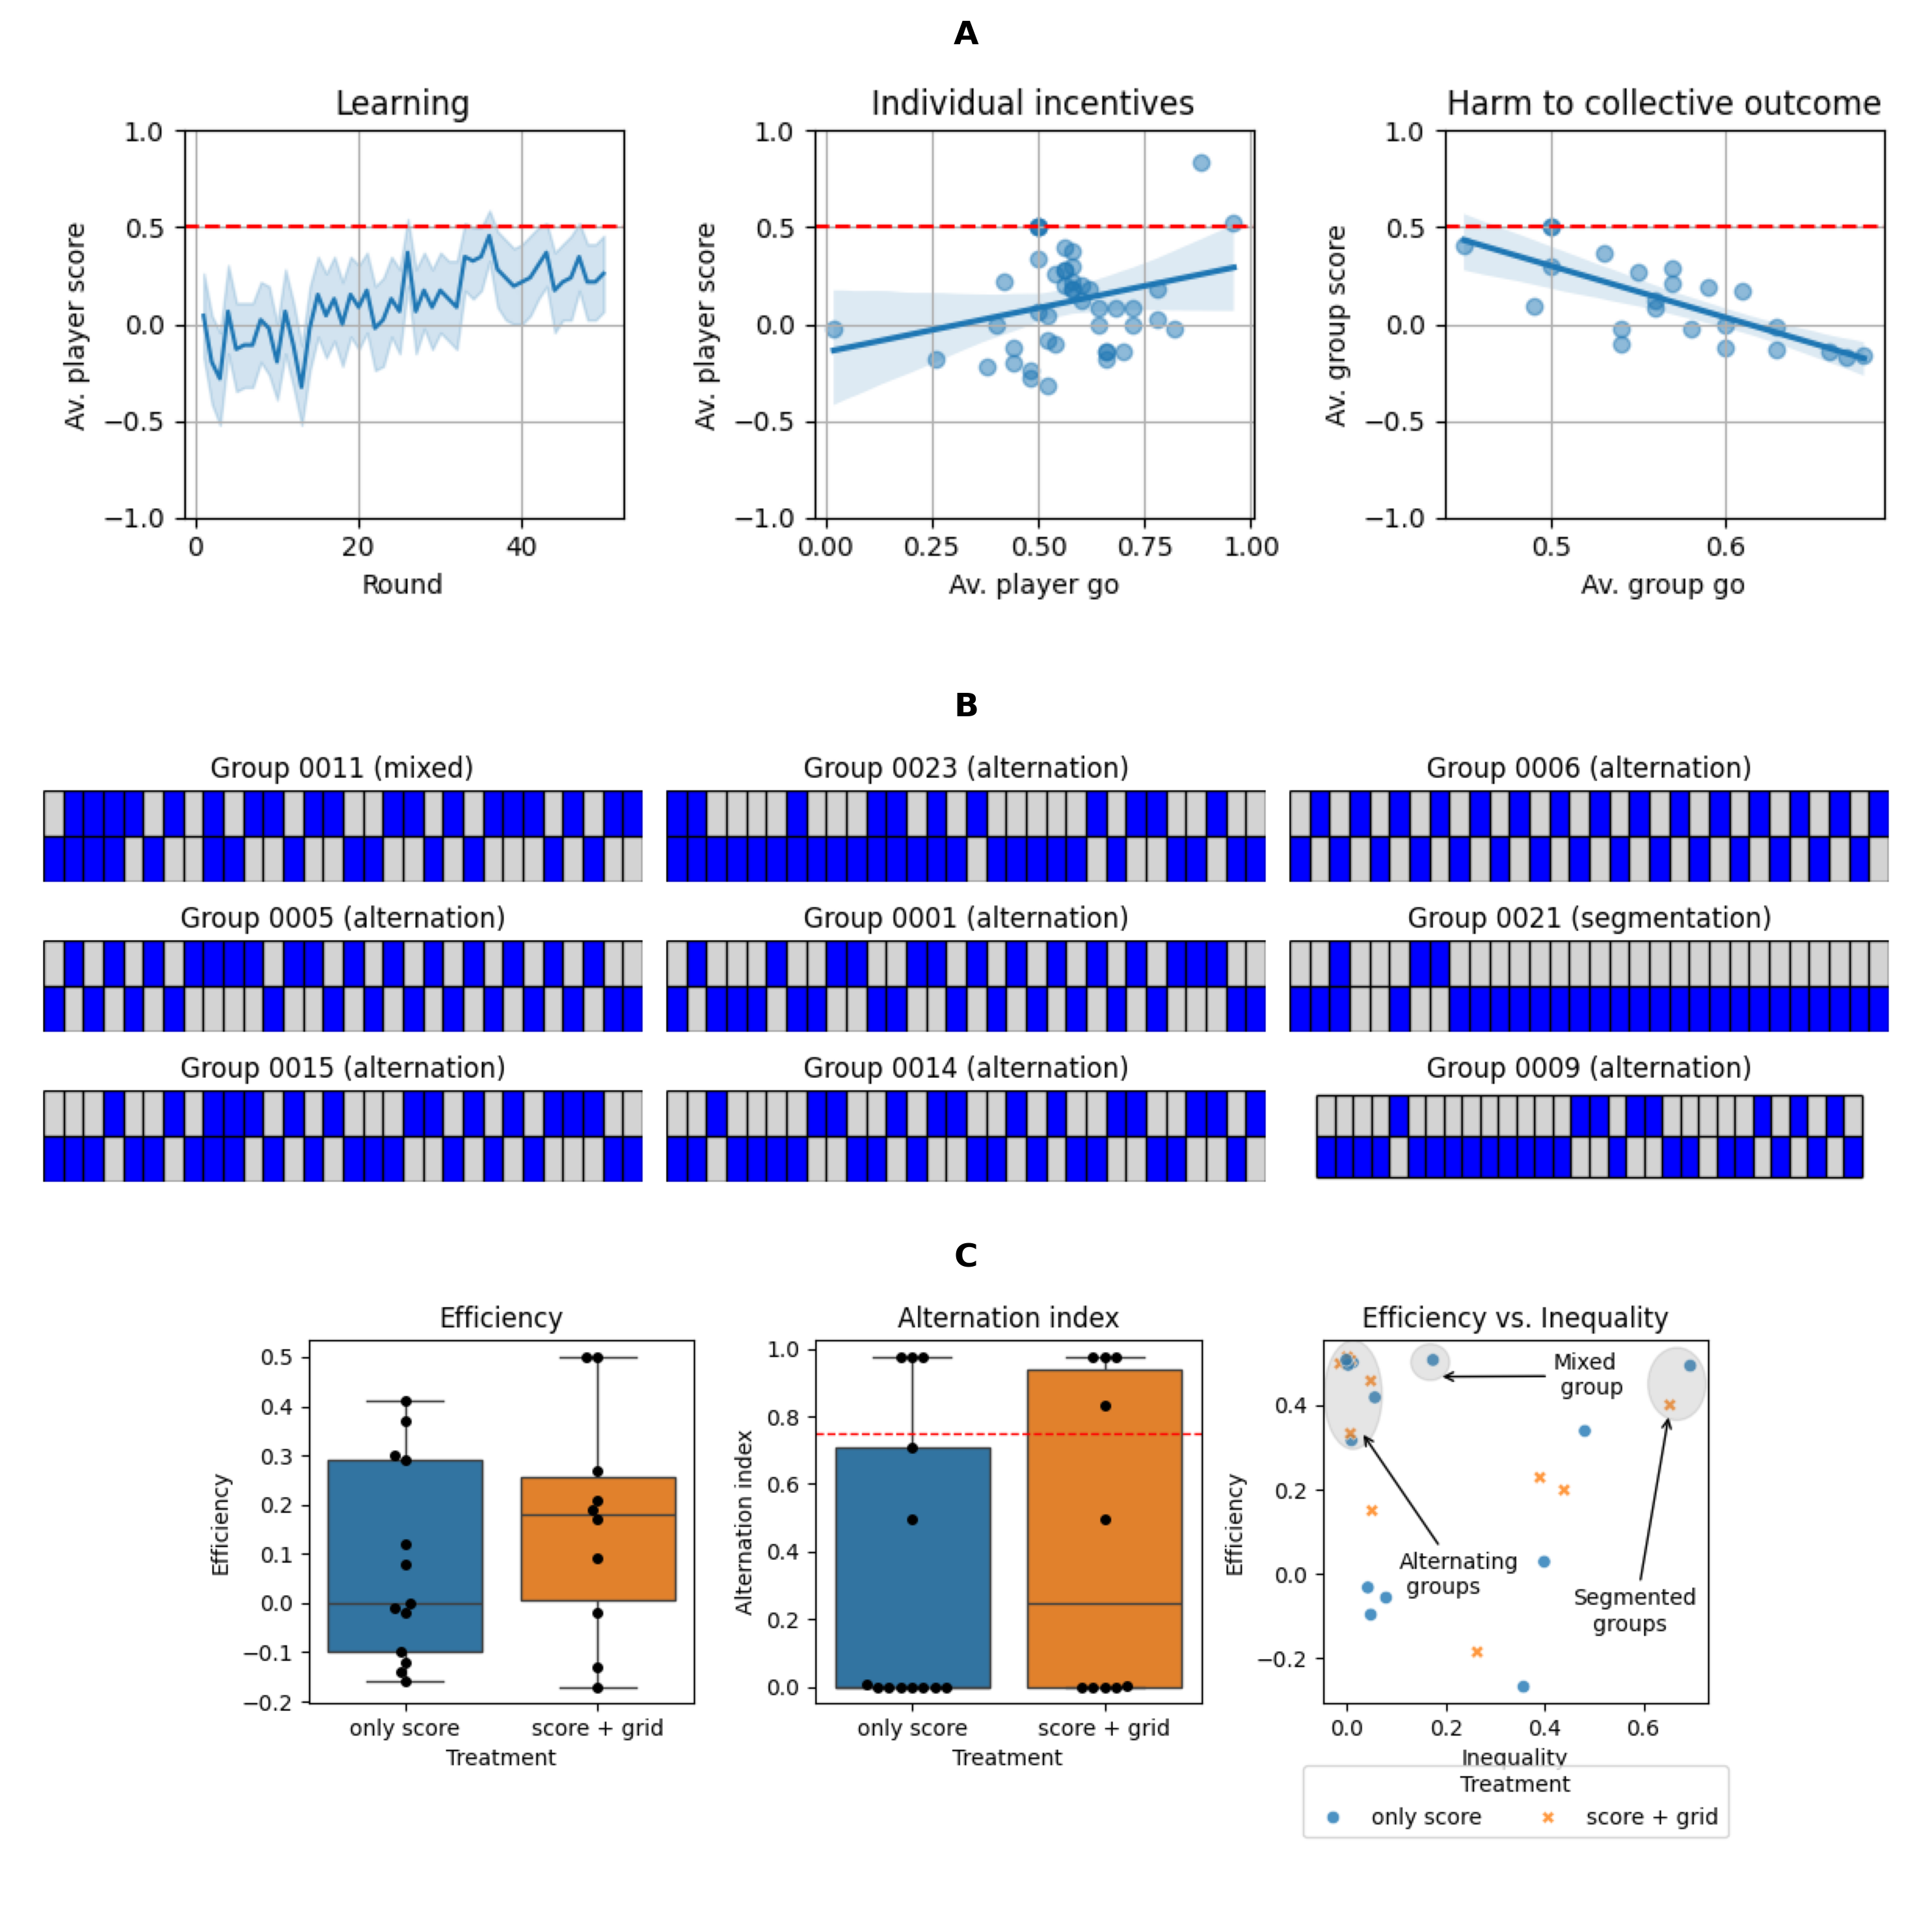 A
Learning
Individual incentives
Harm to collective outcome
1.0
0.5
0.0
−0.5
−1.0
Av. player score
0
20
40
Round
1.0
0.5
0.0
−0.5
−1.0
Av. player score
0.00
0.25
0.50
0.75
1.00
Av. player go
1.0
0.5
0.0
−0.5
−1.0
Av. group score
0.5
0.6
Av. group go
B
Group 0011 (mixed)
Group 0023 (alternation)
Group 0006 (alternation)
Group 0005 (alternation)
Group 0001 (alternation)
Group 0021 (segmentation)
Group 0015 (alternation)
Group 0014 (alternation)
Group 0009 (alternation)
C
Efficiency
0.5
0.4
0.3
0.2
0.1
0.0
−0.1
−0.2
Efficiency
only score
score + grid
Treatment
Alternation index
1.0
0.8
0.6
0.4
0.2
0.0
Alternation index
only score
score + grid
Treatment
Efficiency vs. Inequality
0.4
0.2
0.0
−0.2
Efficiency
Mixed
group
Alternating
groups
Segmented
groups
0.0
0.2
0.4
0.6
Inequality
Treatment
only score
score + grid